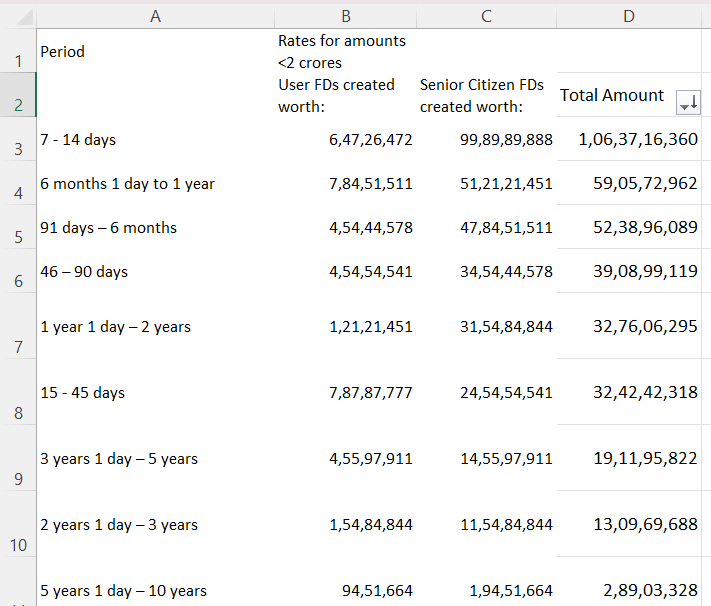 A B C D
1 Period Rates for amounts
<2 crores
2 User FDs created
worth: Senior Citizen FDs
created worth: Total Amount
3 7 - 14 days 6,47,26,472 99,89,89,888 1,06,37,16,360
4 6 months 1 day to 1 year 7,84,51,511 51,21,21,451 59,05,72,962
5 91 days – 6 months 4,54,44,578 47,84,51,511 52,38,96,089
6 46 – 90 days 4,54,54,541 34,54,44,578 39,08,99,119
7 1 year 1 day – 2 years 1,21,21,451 31,54,84,844 32,76,06,295
8 15 - 45 days 7,87,87,777 24,54,54,541 32,42,42,318
9 3 years 1 day – 5 years 4,55,97,911 14,55,97,911 19,11,95,822
10 2 years 1 day – 3 years 1,54,84,844 11,54,84,844 13,09,69,688
5 years 1 day – 10 years 94,51,664 1,94,51,664 2,89,03,328